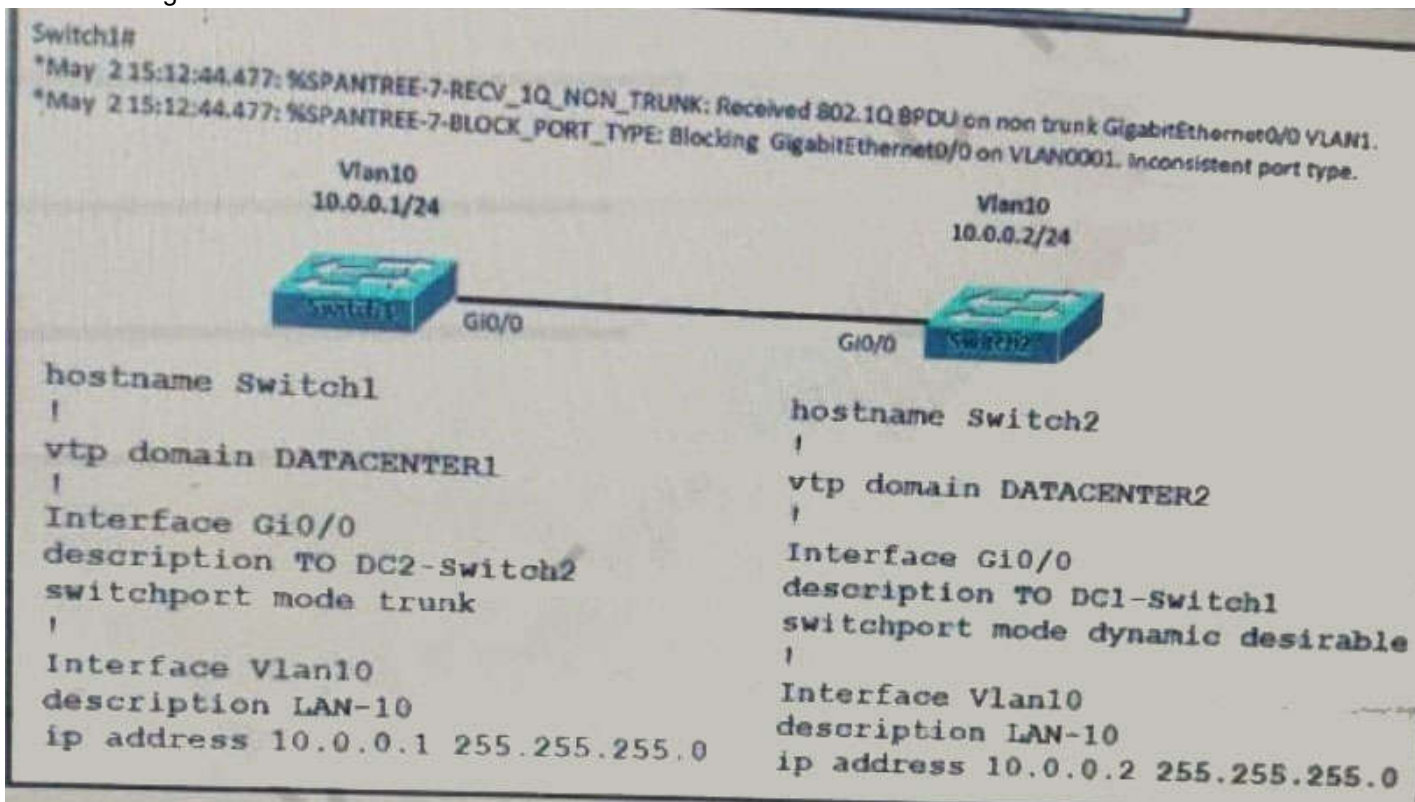 Switch1#
*May 2 15:12:44.477: %SPANTREE-7-RECV_1Q_NON_TRUNK: Received 802.1Q BPDU on non trunk GigabitEthernet0/0 VLAN1.
*May 2 15:12:44.477: %SPANTREE-7-BLOCK_PORT_TYPE: Blocking GigabitEthernet0/0 on VLAN0001. Inconsistent port type.
Vlan10
10.0.0.1/24
Vlan10
10.0.0.2/24
Switch1
Gi0/0
Gi0/0
Switch2
hostname Switch1
!
vtp domain DATACENTER1
!
Interface Gi0/0
description TO DC2-Switch2
switchport mode trunk
!
Interface Vlan10
description LAN-10
ip address 10.0.0.1 255.255.255.0
hostname Switch2
!
vtp domain DATACENTER2
!
Interface Gi0/0
description TO DC1-Switch1
switchport mode dynamic desirable
!
Interface Vlan10
description LAN-10
ip address 10.0.0.2 255.255.255.0